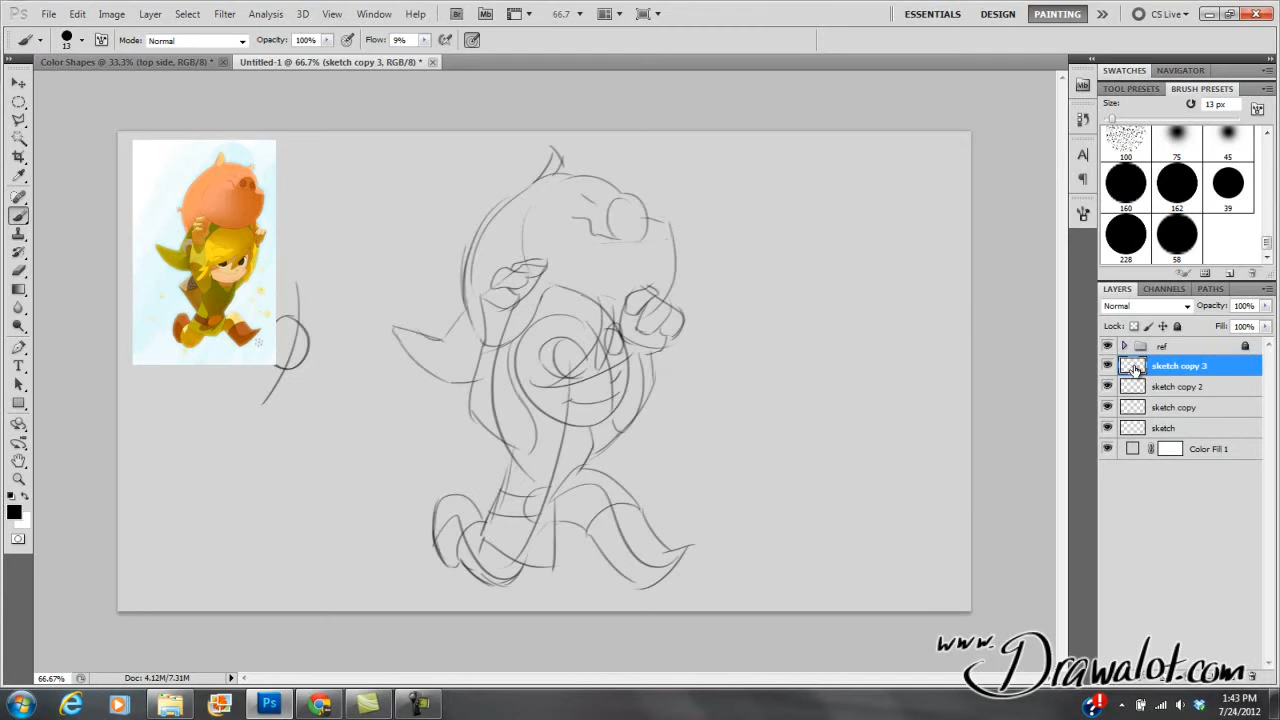 Ps File Edit Image Layer Select Filter Analysis 3D View Window Help Br Mb 66.7 ESSENTIALS DESIGN PAINTING CS Live
13 Mode: Normal Opacity: 100% Flow: 9%
Color Shapes @ 33.3% (top side, RGB/8) * Untitled-1 @ 66.7% (sketch copy 3, RGB/8) *
SWATCHES NAVIGATOR
TOOL PRESETS BRUSH PRESETS
Size: 13 px
100 75 45
160 162 39
228 58
LAYERS CHANNELS PATHS
Normal Opacity: 100%
Lock: Fill: 100%
ref
sketch copy 3
sketch copy 2
sketch copy
sketch
Color Fill 1
www.Drawalot.com
66.67% Doc: 4.12M/7.31M
Ps
1:43 PM
7/24/2012